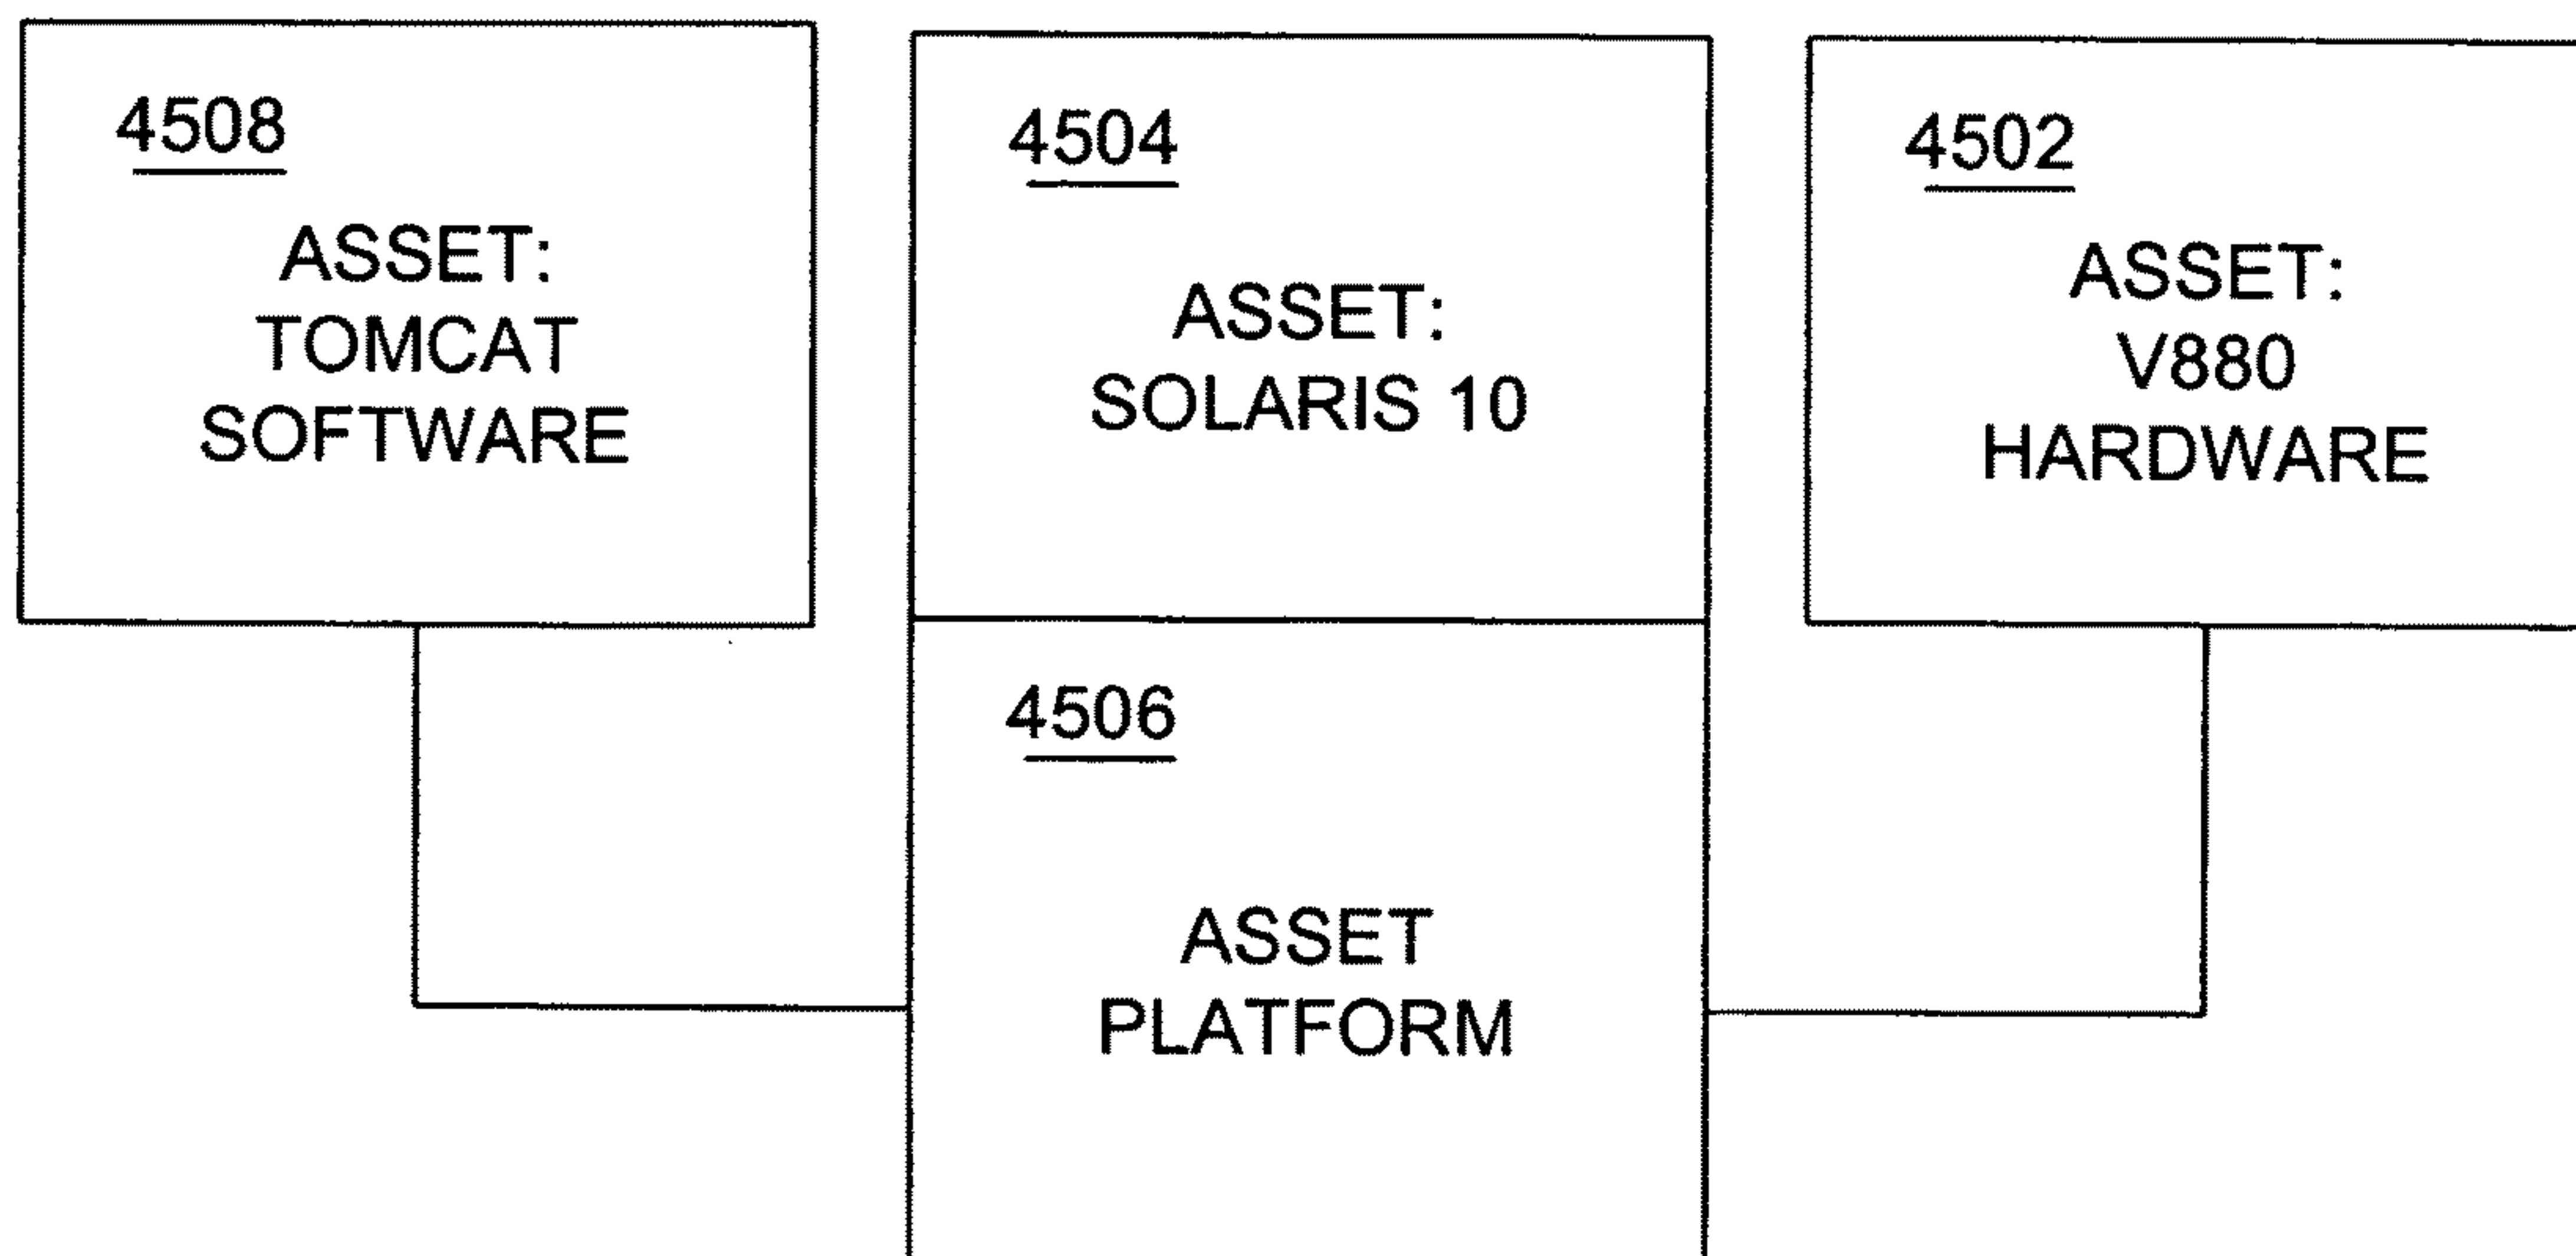 4508
ASSET:
TOMCAT
SOFTWARE
4504
ASSET:
SOLARIS 10
4502
ASSET:
V880
HARDWARE
4506
ASSET
PLATFORM